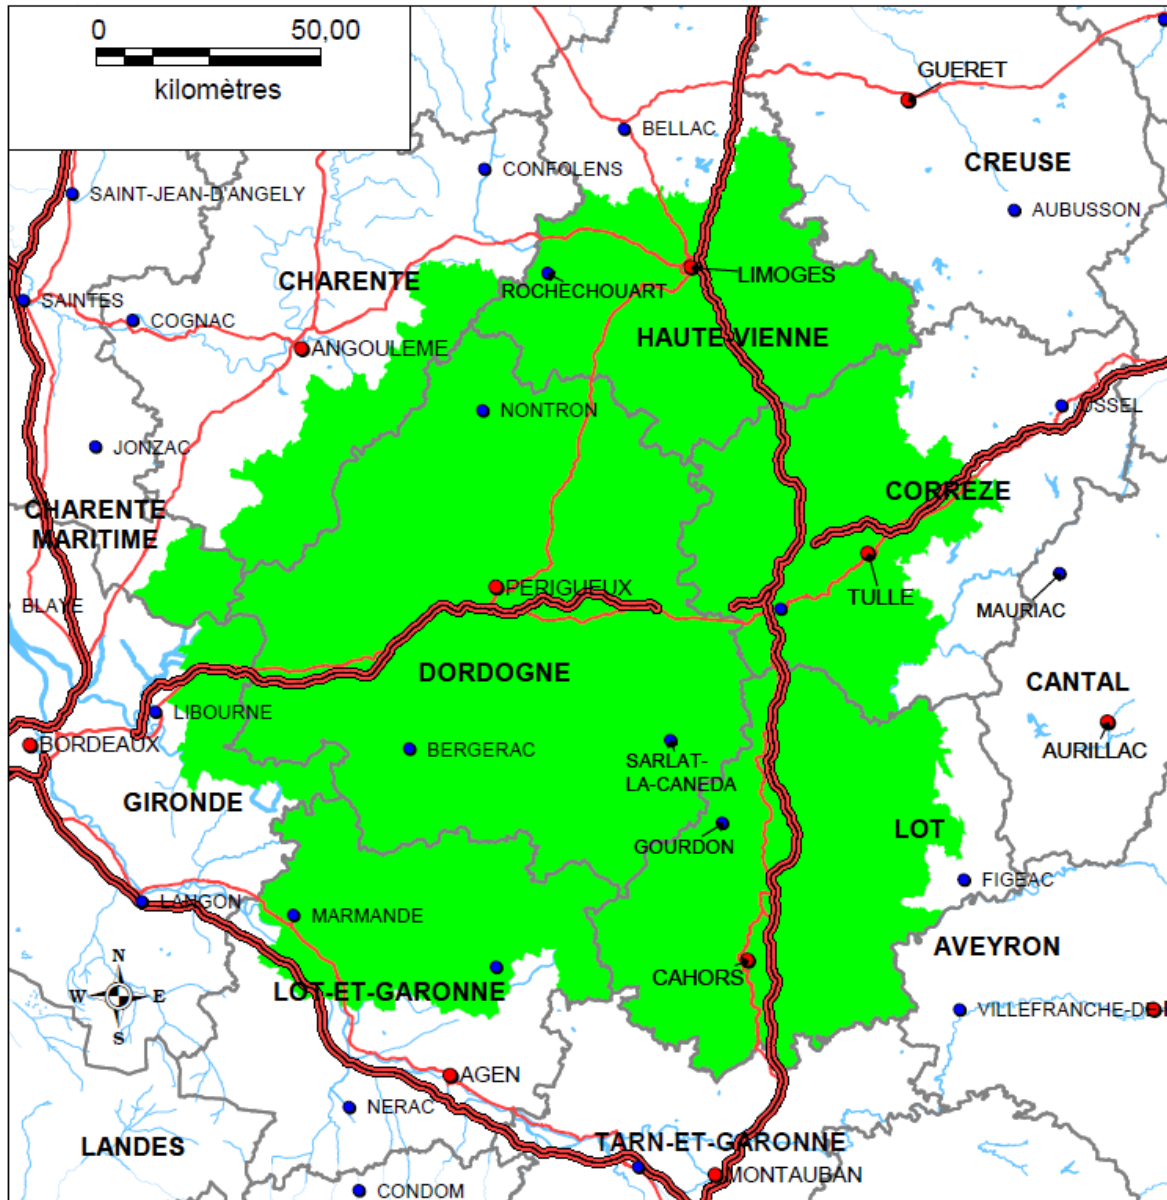 0 50,00
kilomètres
GUERET
BELLAC
CREUSE
CONFOLENS
SAINT-JEAN-D'ANGELY
AUBUSSON
CHARENTE
LIMOGES
ROCHECHOUART
SAINTES
COGNAC
HAUTE-VIENNE
ANGOULEME
NONTRON
USSEL
JONZAC
CORREZE
CHARENTE
MARITIME
PERIGUEUX
TULLE
BLAYE
MAURIAC
DORDOGNE
CANTAL
LIBOURNE
BORDEAUX
BERGERAC
SARLAT-
LA-CANEDA
AURILLAC
GIRONDE
LOT
GOURDON
FIGEAC
LANGON
MARMANDE
AVEYRON
N
W E
S
CAHORS
LOT-ET-GARONNE
VILLEFRANCHE-DE-
AGEN
NERAC
LANDES
TARN-ET-GARONNE
MONTAUBAN
CONDOM